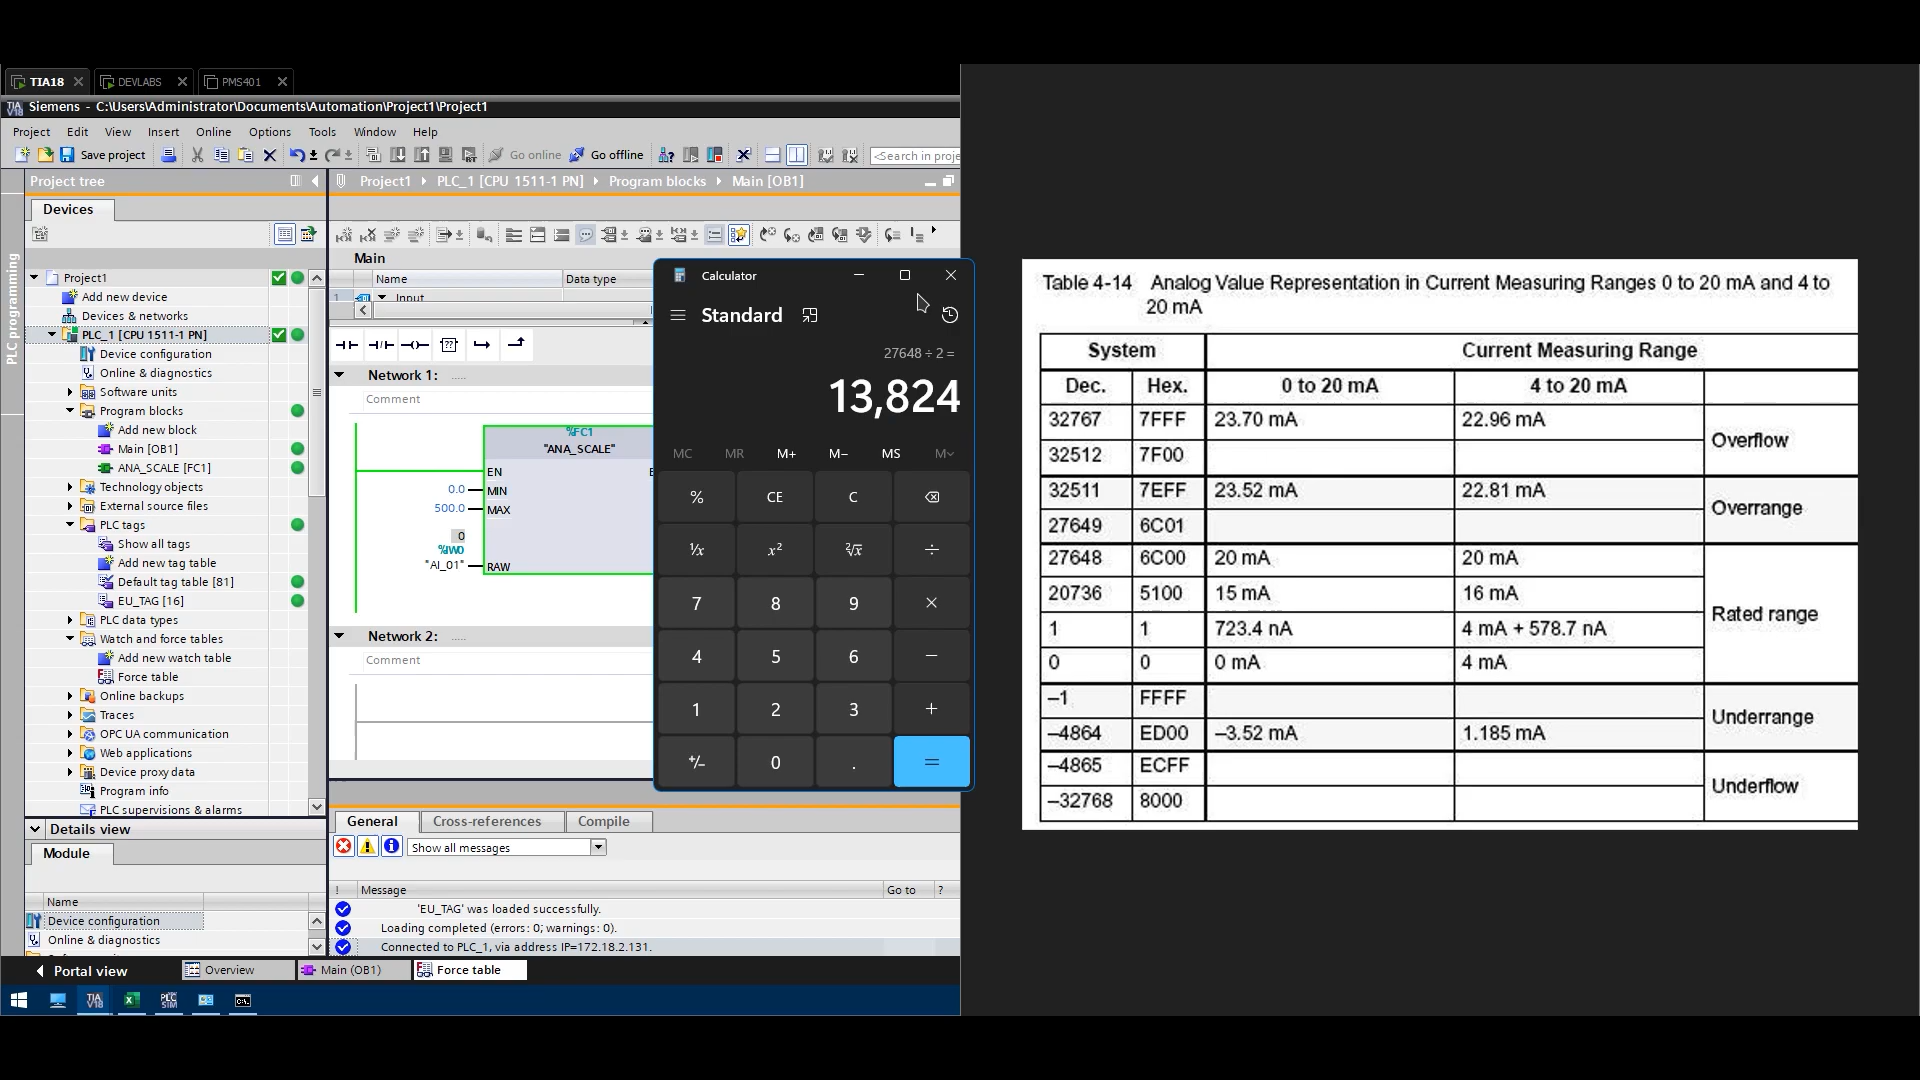 TIA18
DEVLABS
PMS401
Siemens - C:\Users\Administrator\Documents\Automation\Project1\Project1
Project Edit View Insert Online Options Tools Window Help
Save project
Go online
Go offline
<Search in proje
Project tree
Project1 PLC_1 [CPU 1511-1 PN] Program blocks Main [OB1]
Devices
PLC programming
Project1
Add new device
Devices & networks
PLC_1 [CPU 1511-1 PN]
Device configuration
Online & diagnostics
Software units
Program blocks
Add new block
Main [OB1]
ANA_SCALE [FC1]
Technology objects
External source files
PLC tags
Show all tags
Add new tag table
Default tag table [81]
EU_TAG [16]
PLC data types
Watch and force tables
Add new watch table
Force table
Online backups
Traces
OPC UA communication
Web applications
Device proxy data
Program info
PLC supervisions & alarms
Details view
Module
Name
Device configuration
Online & diagnostics
Main
Name Data type
1 Input
Network 1: .....
Comment
%FC1
"ANA_SCALE"
EN E
0.0 MIN
500.0 MAX
0
%IW0
"AI_01" RAW
Network 2: .....
Comment
General Cross-references Compile
Show all messages
! Message Go to ?
'EU_TAG' was loaded successfully.
Loading completed (errors: 0; warnings: 0).
Connected to PLC_1, via address IP=172.18.2.131.
Portal view
Overview
Main (OB1)
Force table
Calculator
Standard
27648 ÷ 2 =
13,824
MC MR M+ M− MS M˅
% CE C
¹/x x² ²√x ÷
7 8 9 ×
4 5 6 −
1 2 3 +
+/− 0 . =
Table 4-14 Analog Value Representation in Current Measuring Ranges 0 to 20 mA and 4 to
20 mA
System Current Measuring Range
Dec. Hex. 0 to 20 mA 4 to 20 mA
32767 7FFF 23.70 mA 22.96 mA
Overflow
32512 7F00
32511 7EFF 23.52 mA 22.81 mA
Overrange
27649 6C01
27648 6C00 20 mA 20 mA
20736 5100 15 mA 16 mA
Rated range
1 1 723.4 nA 4 mA + 578.7 nA
0 0 0 mA 4 mA
–1 FFFF
Underrange
–4864 ED00 –3.52 mA 1.185 mA
–4865 ECFF
Underflow
–32768 8000